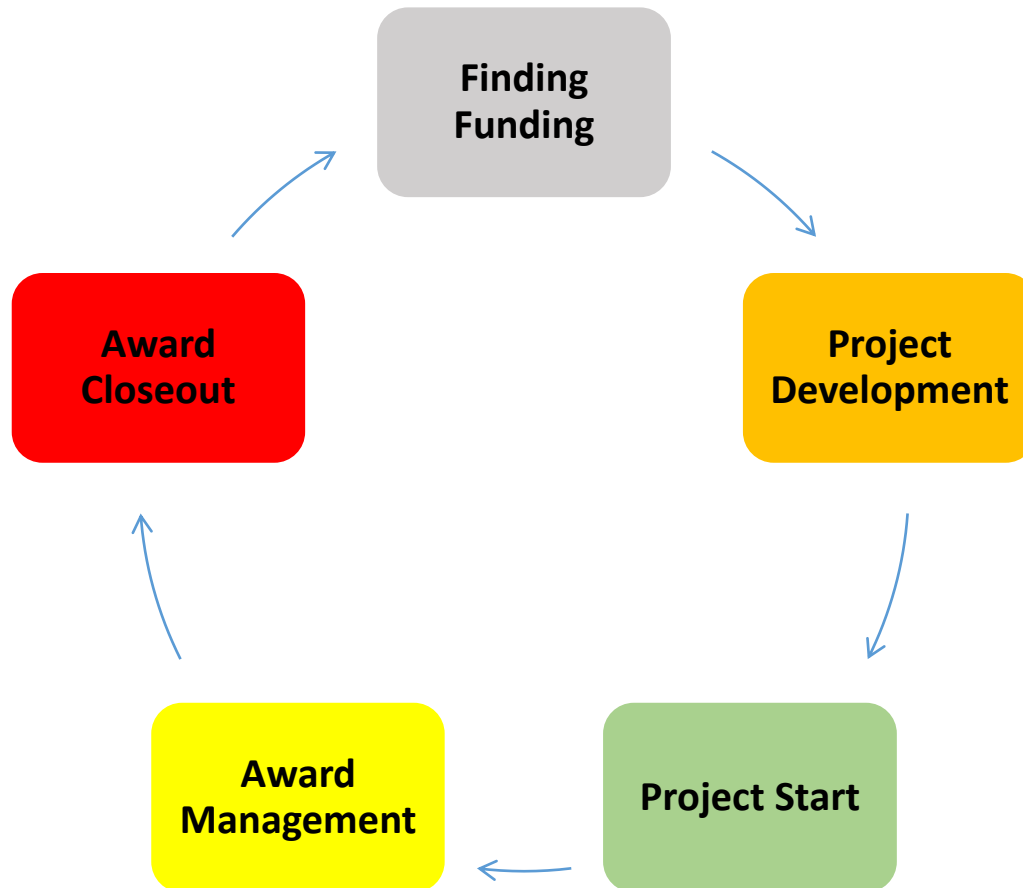 Finding
Funding
Project
Development
Project Start
Award
Management
Award
Closeout